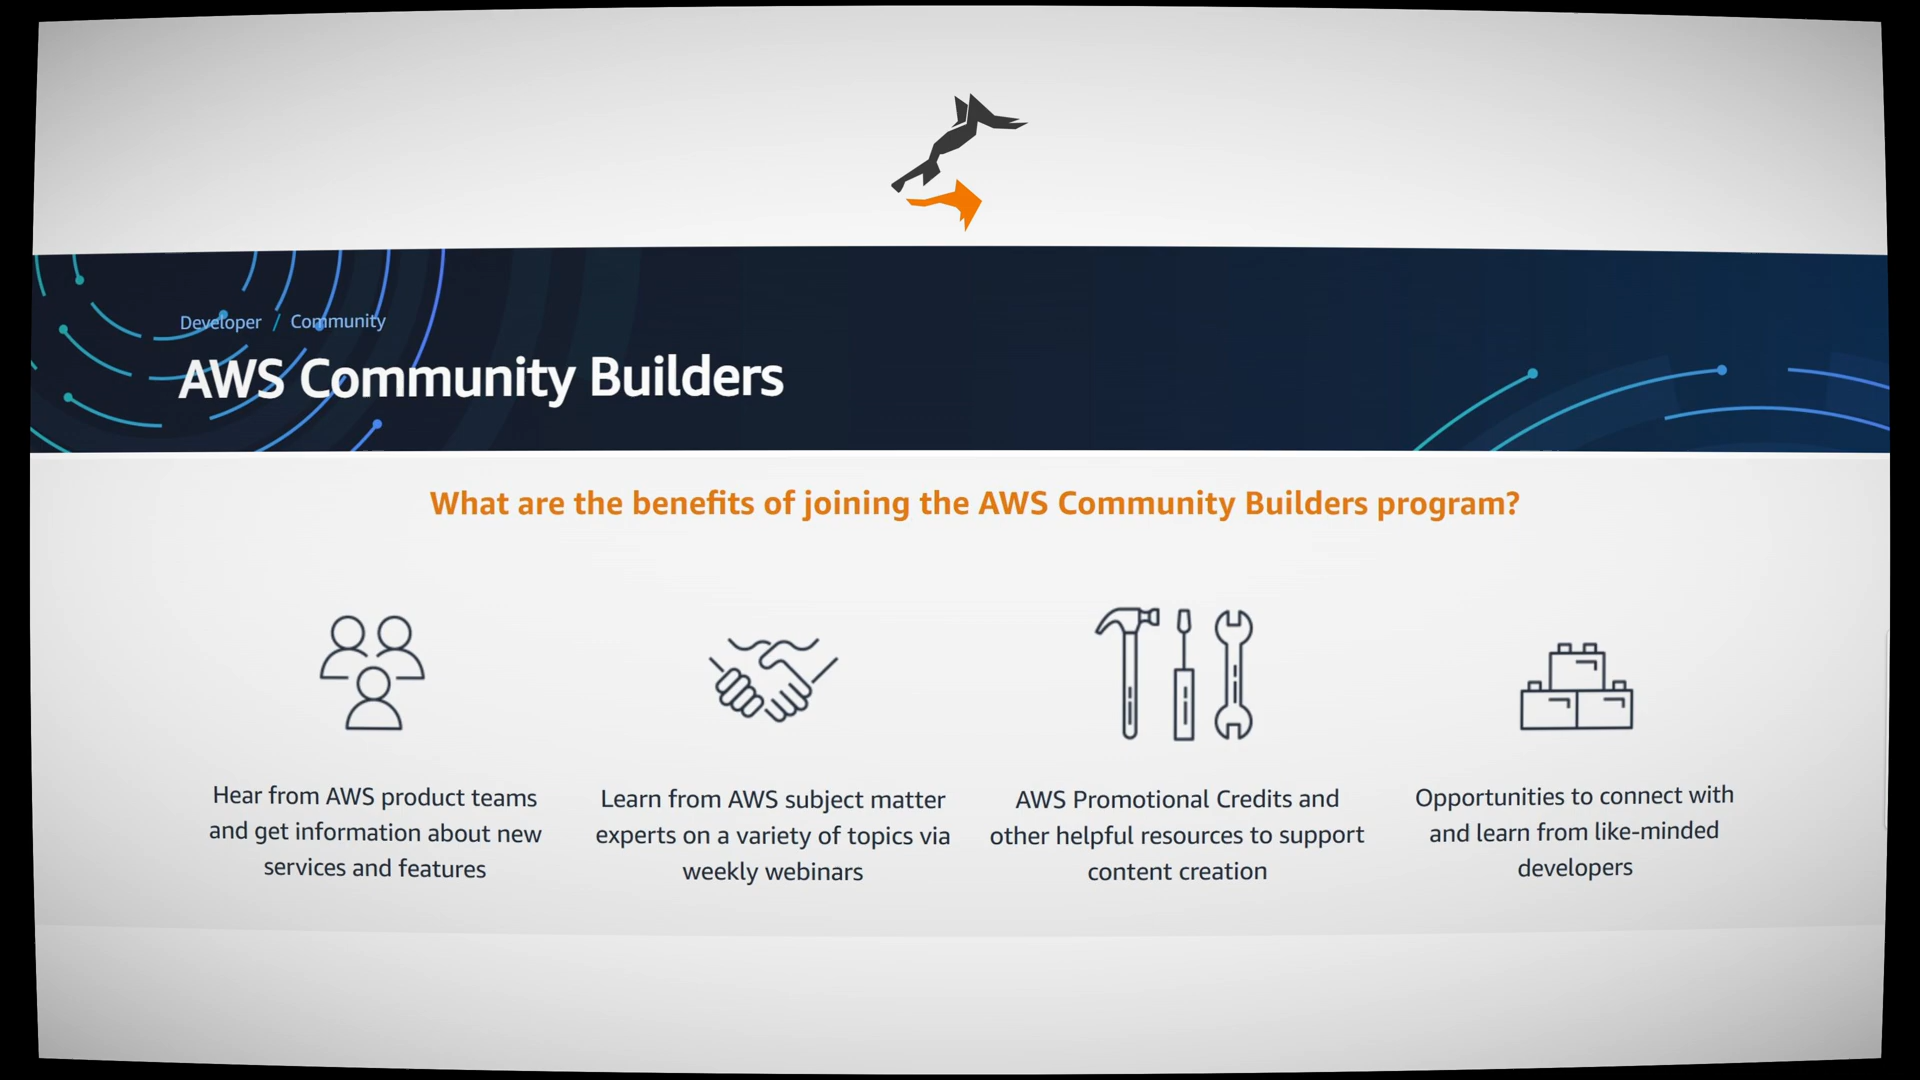 Developer / Community
AWS Community Builders
What are the benefits of joining the AWS Community Builders program?
Hear from AWS product teams
and get information about new
services and features
Learn from AWS subject matter
experts on a variety of topics via
weekly webinars
AWS Promotional Credits and
other helpful resources to support
content creation
Opportunities to connect with
and learn from like-minded
developers